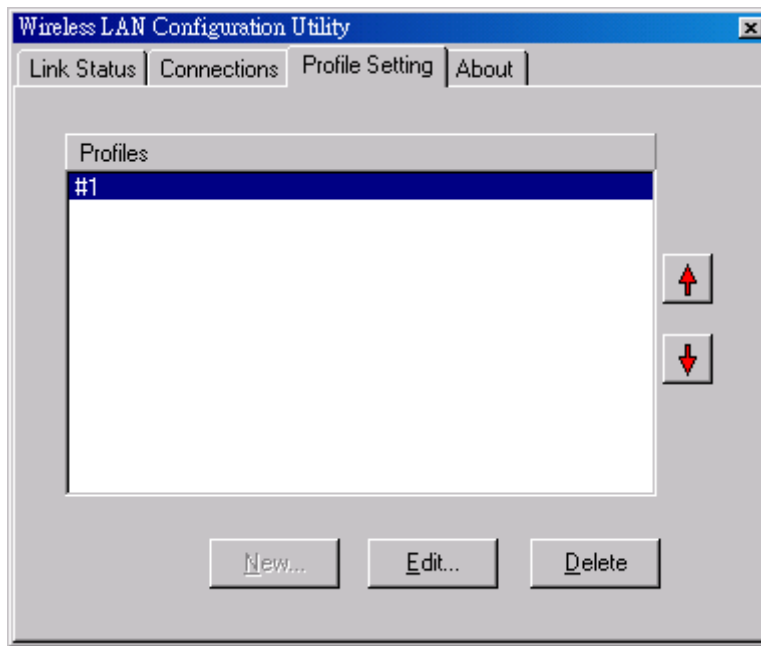 Wireless LAN Configuration Utility
Link Status Connections Profile Setting About
Profiles
#1
New... Edit... Delete